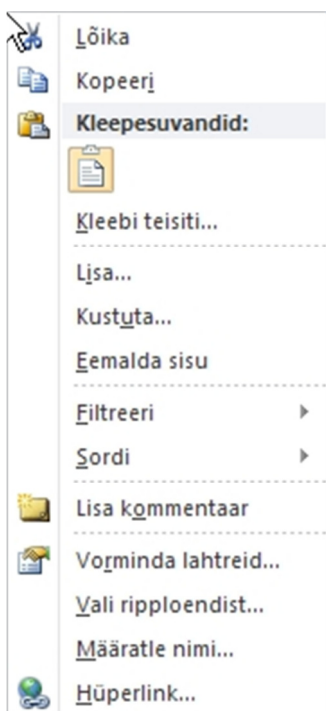 Lõika
Kopeeri
Kleepesuvandid:
Kleebi teisiti...
Lisa...
Kustuta...
Eemalda sisu
Filtreeri
Sordi
Lisa kommentaar
Vorminda lahtreid...
Vali ripploendist...
Määratle nimi...
Hüperlink...